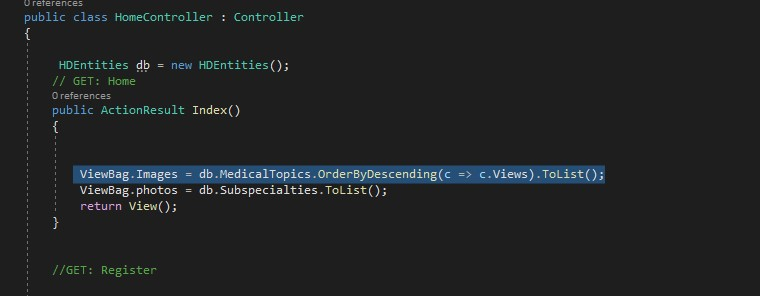 0 references
public class HomeController : Controller
{
HDEntities db = new HDEntities();
// GET: Home
0 references
public ActionResult Index()
{
ViewBag.Images = db.MedicalTopics.OrderByDescending(c => c.Views).ToList();
ViewBag.photos = db.Subspecialties.ToList();
return View();
}
//GET: Register